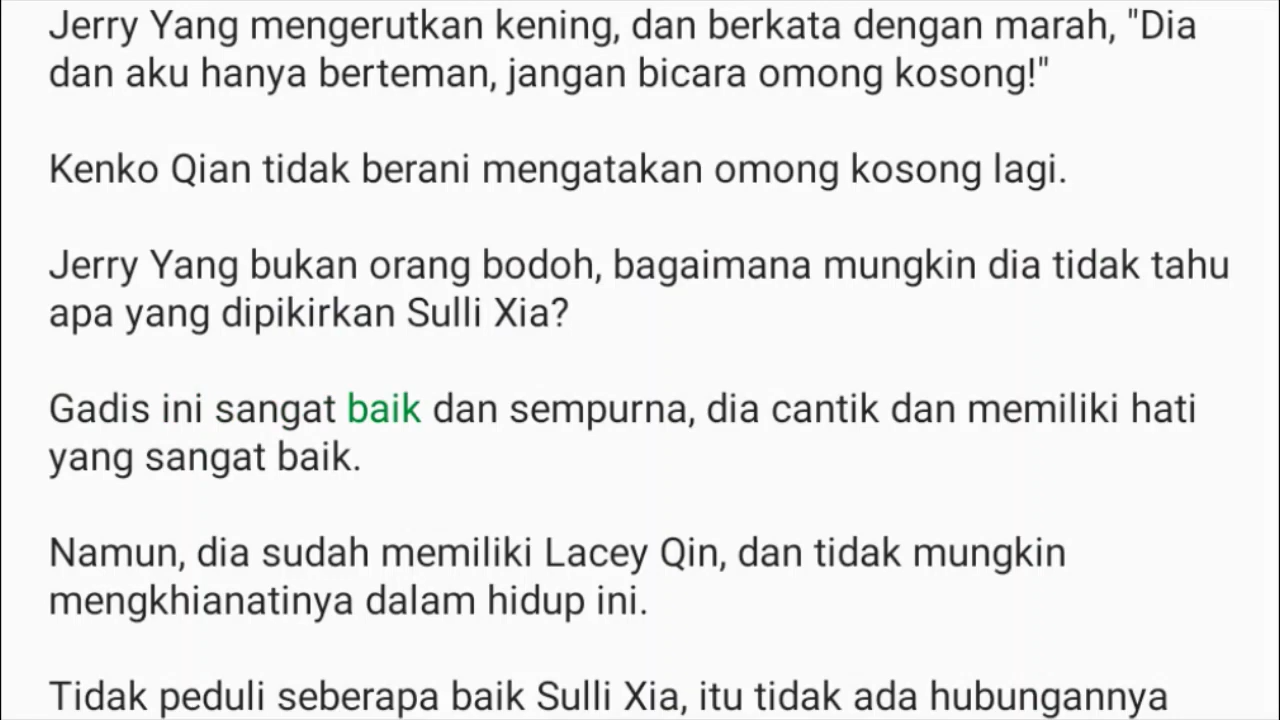 Jerry Yang mengerutkan kening, dan berkata dengan marah, "Dia
dan aku hanya berteman, jangan bicara omong kosong!"
Kenko Qian tidak berani mengatakan omong kosong lagi.
Jerry Yang bukan orang bodoh, bagaimana mungkin dia tidak tahu
apa yang dipikirkan Sulli Xia?
Gadis ini sangat baik dan sempurna, dia cantik dan memiliki hati
yang sangat baik.
Namun, dia sudah memiliki Lacey Qin, dan tidak mungkin
mengkhianatinya dalam hidup ini.
Tidak peduli seberapa baik Sulli Xia, itu tidak ada hubungannya